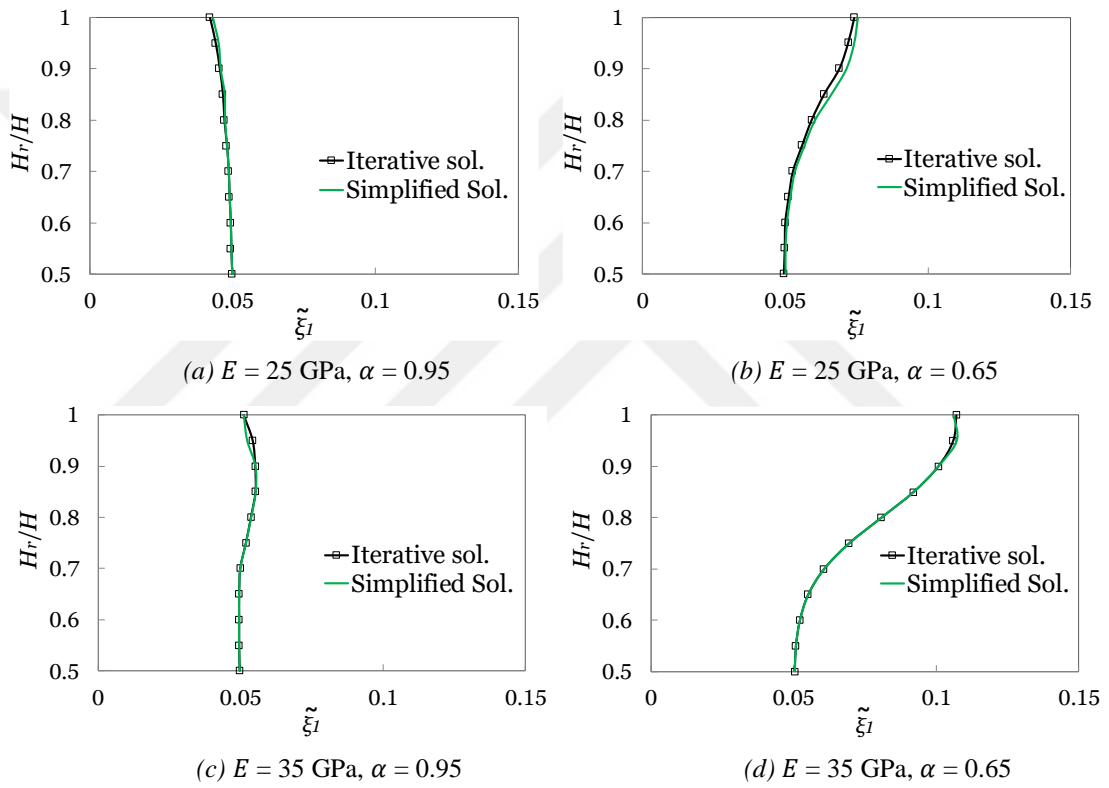 1
0.9
0.8
0.7
0.6
0.5
Hr/H
0
0.05
0.1
0.15
ξ̃1
Iterative sol.
Simplified Sol.
(a) E = 25 GPa, α = 0.95
1
0.9
0.8
0.7
0.6
0.5
Hr/H
0
0.05
0.1
0.15
ξ̃1
Iterative sol.
Simplified Sol.
(b) E = 25 GPa, α = 0.65
1
0.9
0.8
0.7
0.6
0.5
Hr/H
0
0.05
0.1
0.15
ξ̃1
Iterative sol.
Simplified Sol.
(c) E = 35 GPa, α = 0.95
1
0.9
0.8
0.7
0.6
0.5
Hr/H
0
0.05
0.1
0.15
ξ̃1
Iterative sol.
Simplified Sol.
(d) E = 35 GPa, α = 0.65